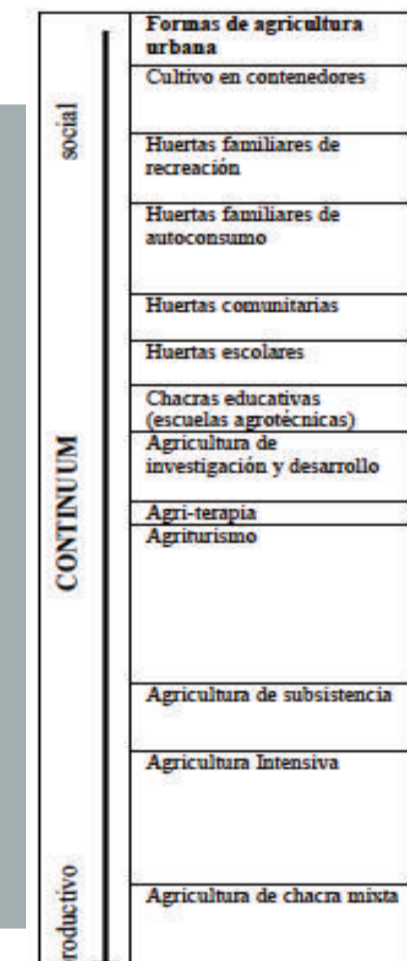 social
CONTINUUM
roductivo
Formas de agricultura
urbana
Cultivo en contenedores
Huertas familiares de
recreación
Huertas familiares de
autoconsumo
Huertas comunitarias
Huertas escolares
Chacras educativas
(escuelas agrotécnicas)
Agricultura de
investigación y desarrollo
Agri-terapia
Agriturismo
Agricultura de subsistencia
Agricultura Intensiva
Agricultura de chacra mixta